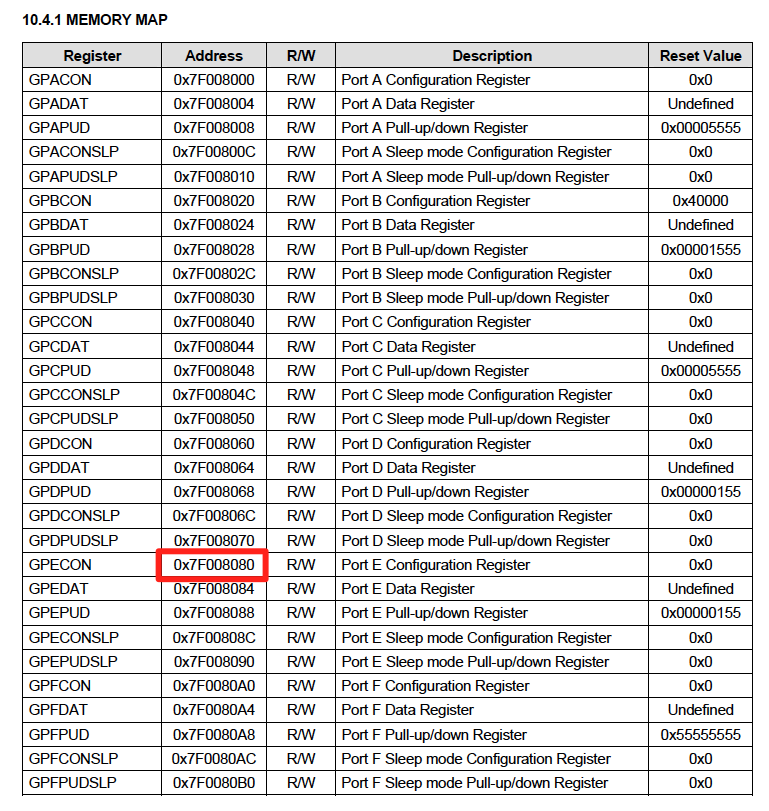 10.4.1 MEMORY MAP
Register Address R/W Description Reset Value
GPACON 0x7F008000 R/W Port A Configuration Register 0x0
GPADAT 0x7F008004 R/W Port A Data Register Undefined
GPAPUD 0x7F008008 R/W Port A Pull-up/down Register 0x00005555
GPACONSLP 0x7F00800C R/W Port A Sleep mode Configuration Register 0x0
GPAPUDSLP 0x7F008010 R/W Port A Sleep mode Pull-up/down Register 0x0
GPBCON 0x7F008020 R/W Port B Configuration Register 0x40000
GPBDAT 0x7F008024 R/W Port B Data Register Undefined
GPBPUD 0x7F008028 R/W Port B Pull-up/down Register 0x00001555
GPBCONSLP 0x7F00802C R/W Port B Sleep mode Configuration Register 0x0
GPBPUDSLP 0x7F008030 R/W Port B Sleep mode Pull-up/down Register 0x0
GPCCON 0x7F008040 R/W Port C Configuration Register 0x0
GPCDAT 0x7F008044 R/W Port C Data Register Undefined
GPCPUD 0x7F008048 R/W Port C Pull-up/down Register 0x00005555
GPCCONSLP 0x7F00804C R/W Port C Sleep mode Configuration Register 0x0
GPCPUDSLP 0x7F008050 R/W Port C Sleep mode Pull-up/down Register 0x0
GPDCON 0x7F008060 R/W Port D Configuration Register 0x0
GPDDAT 0x7F008064 R/W Port D Data Register Undefined
GPDPUD 0x7F008068 R/W Port D Pull-up/down Register 0x00000155
GPDCONSLP 0x7F00806C R/W Port D Sleep mode Configuration Register 0x0
GPDPUDSLP 0x7F008070 R/W Port D Sleep mode Pull-up/down Register 0x0
GPECON 0x7F008080 R/W Port E Configuration Register 0x0
GPEDAT 0x7F008084 R/W Port E Data Register Undefined
GPEPUD 0x7F008088 R/W Port E Pull-up/down Register 0x00000155
GPECONSLP 0x7F00808C R/W Port E Sleep mode Configuration Register 0x0
GPEPUDSLP 0x7F008090 R/W Port E Sleep mode Pull-up/down Register 0x0
GPFCON 0x7F0080A0 R/W Port F Configuration Register 0x0
GPFDAT 0x7F0080A4 R/W Port F Data Register Undefined
GPFPUD 0x7F0080A8 R/W Port F Pull-up/down Register 0x55555555
GPFCONSLP 0x7F0080AC R/W Port F Sleep mode Configuration Register 0x0
GPFPUDSLP 0x7F0080B0 R/W Port F Sleep mode Pull-up/down Register 0x0